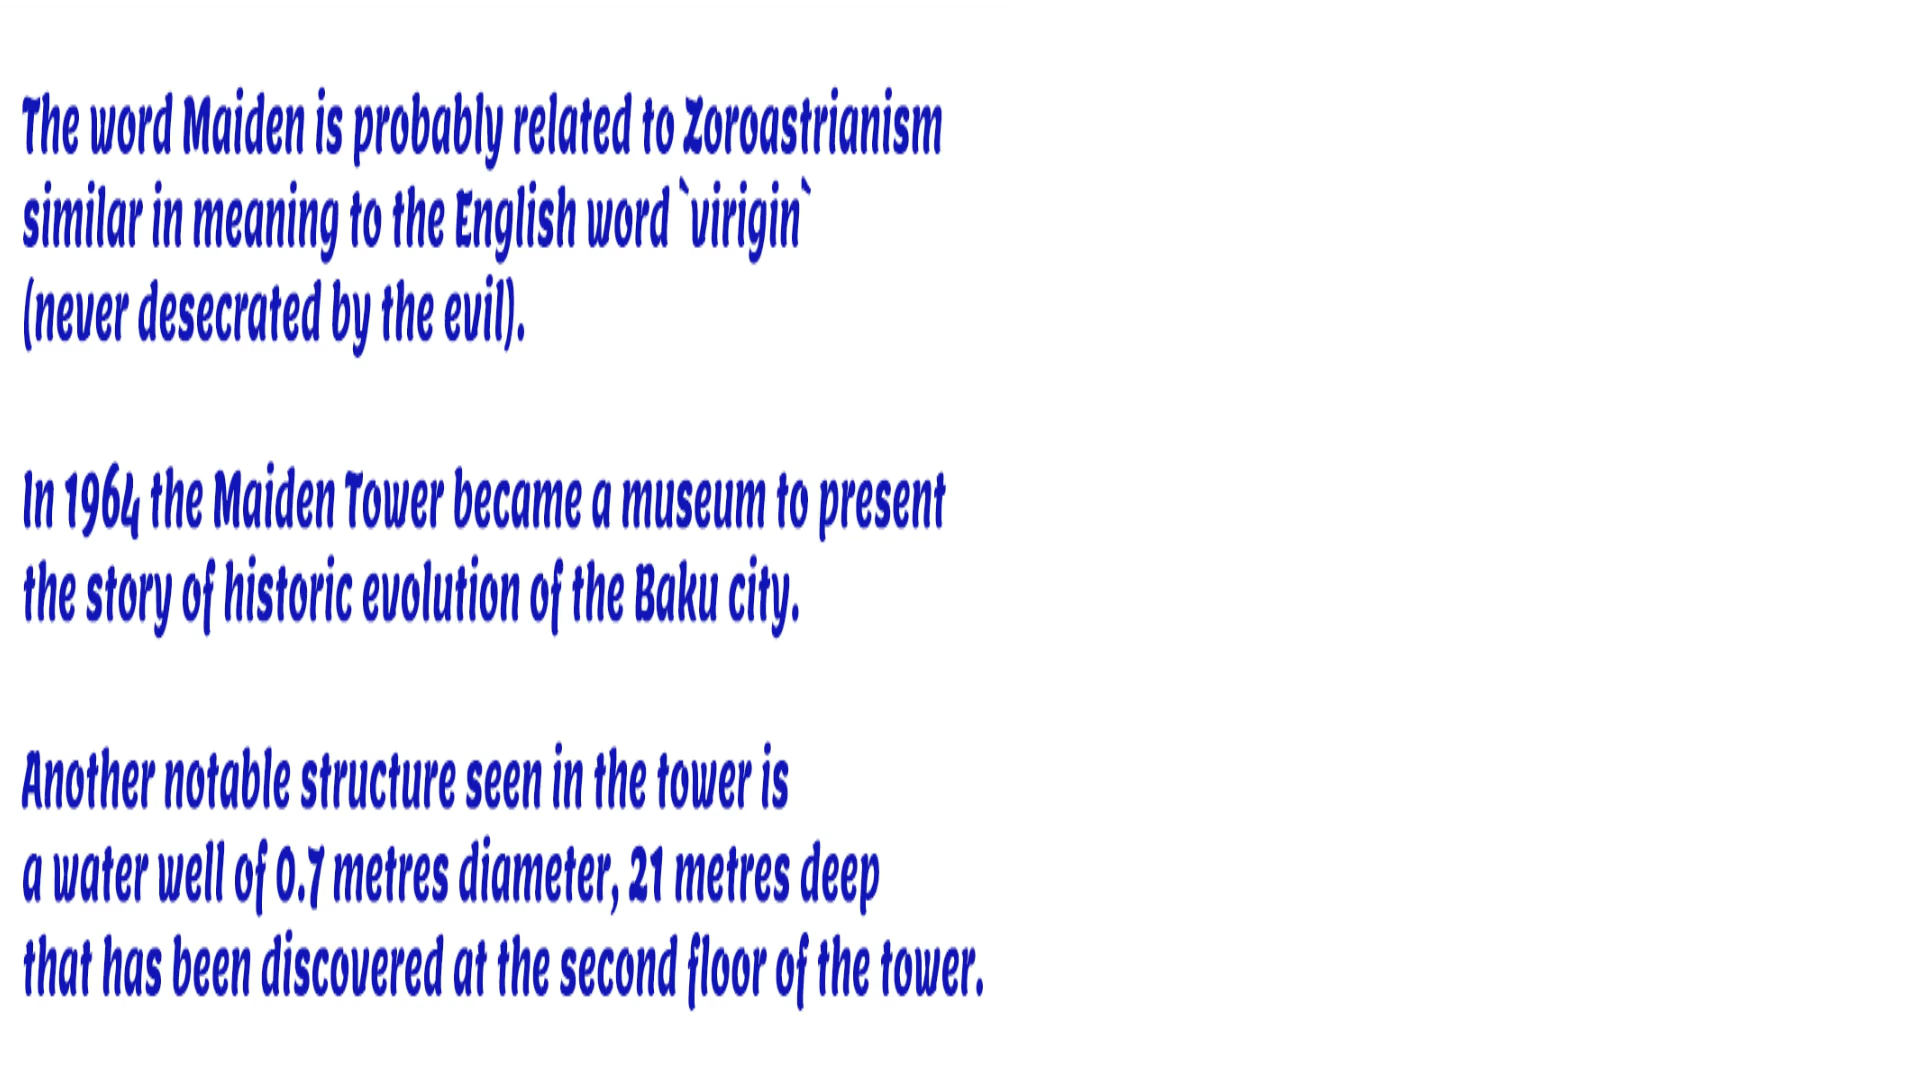 The word Maiden is probably related to Zoroastrianism
similar in meaning to the English word `virigin`
(never desecrated by the evil).
In 1964 the Maiden Tower became a museum to present
the story of historic evolution of the Baku city.
Another notable structure seen in the tower is
a water well of 0.7 metres diameter, 21 metres deep
that has been discovered at the second floor of the tower.